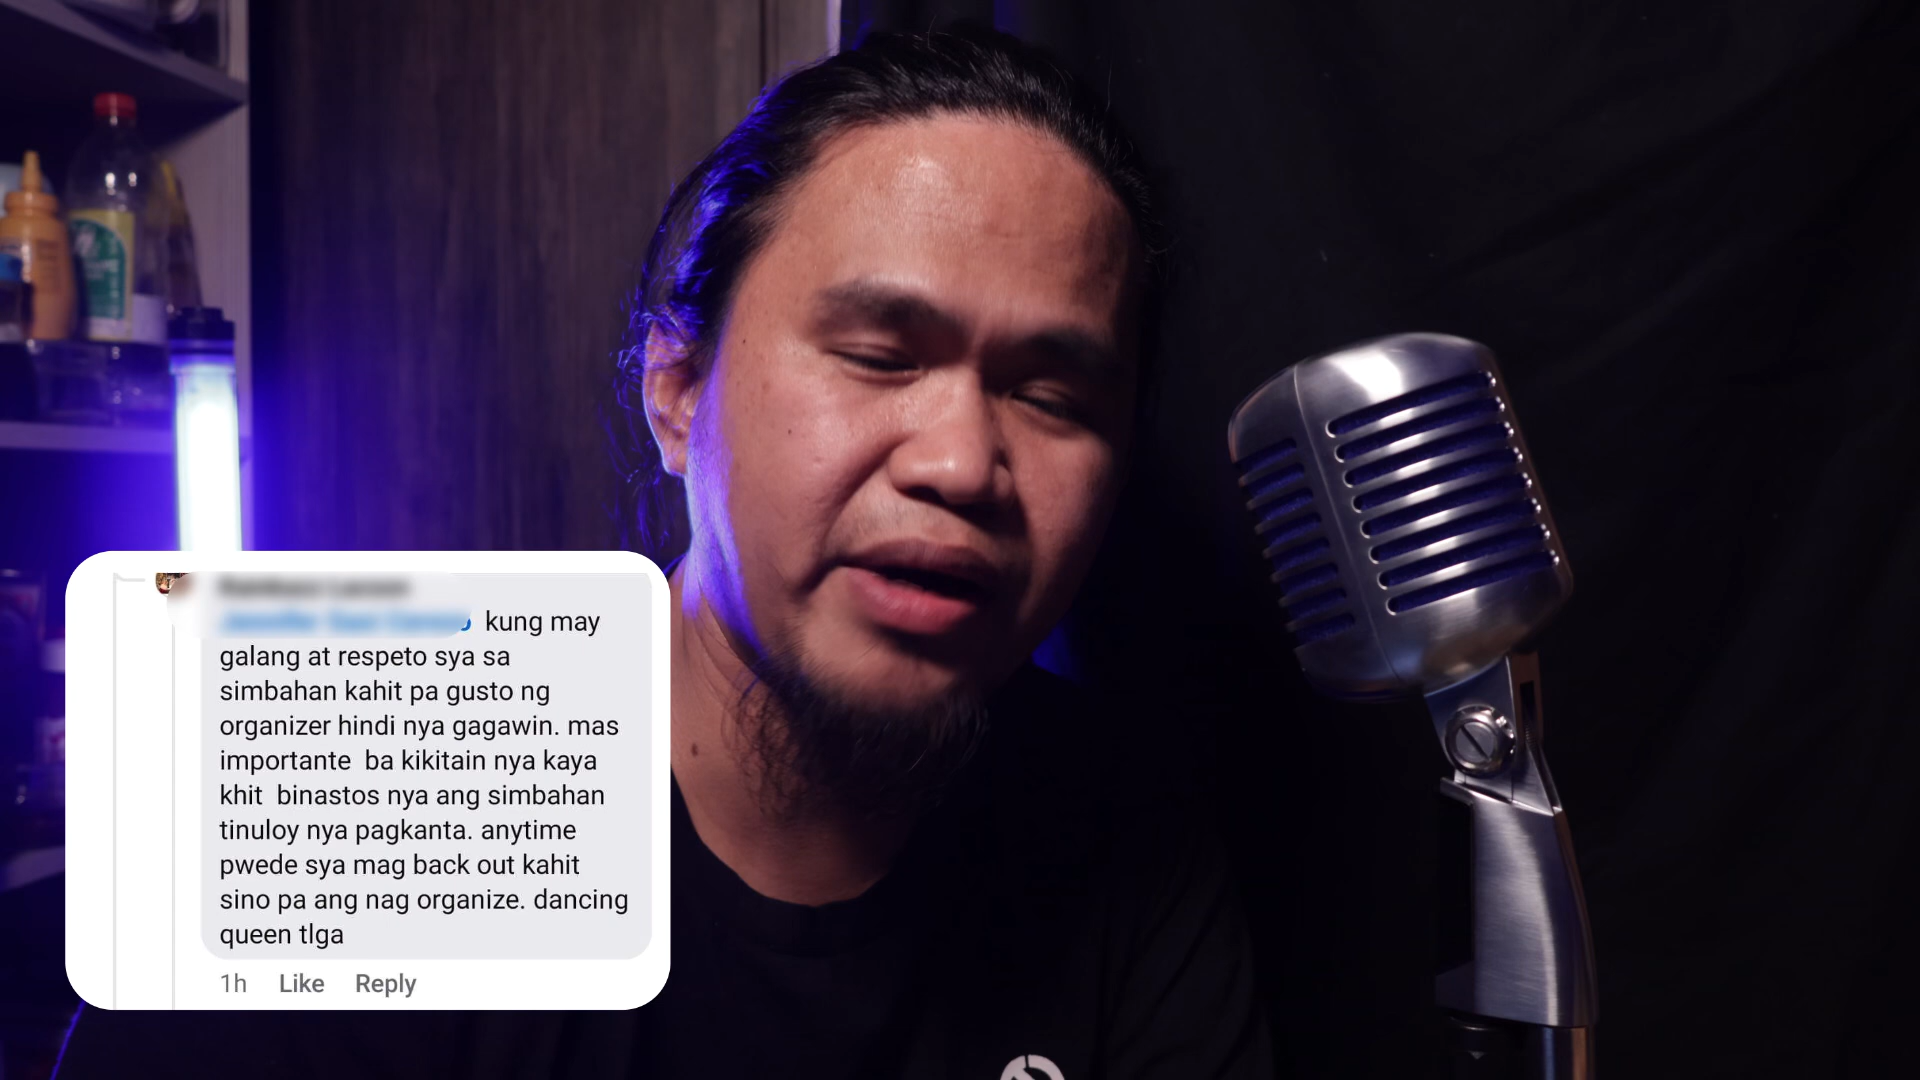 kung may
galang at respeto sya sa
simbahan kahit pa gusto ng
organizer hindi nya gagawin. mas
importante ba kikitain nya kaya
khit binastos nya ang simbahan
tinuloy nya pagkanta. anytime
pwede sya mag back out kahit
sino pa ang nag organize. dancing
queen tlga
1h Like Reply